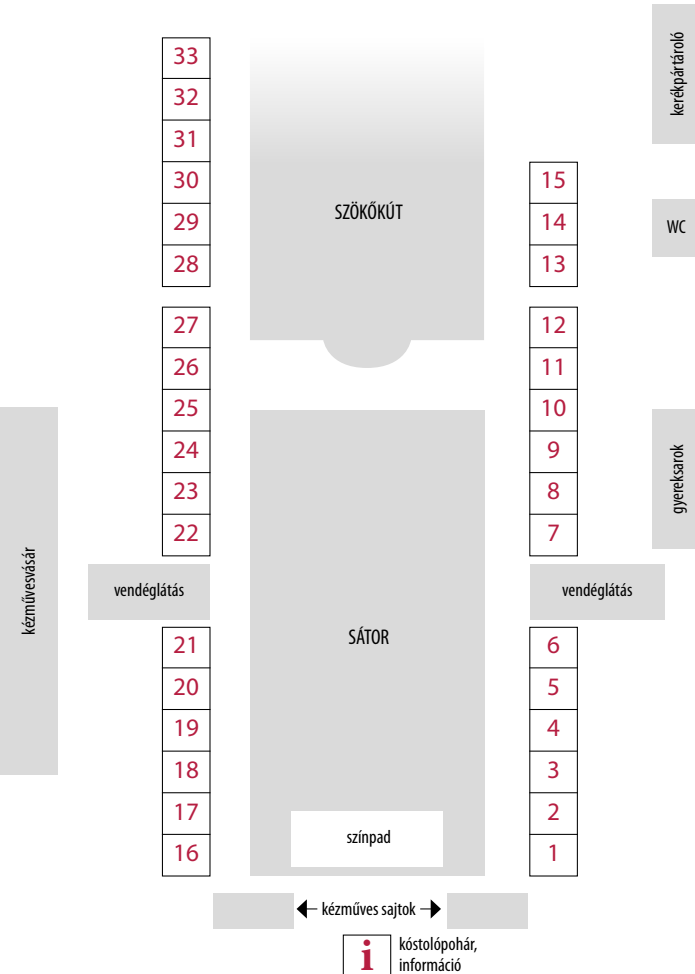 kerékpártároló
33
32
31
30
29
28
SZÖKŐKÚT
15
14
13
WC
27
26
25
24
23
22
12
11
10
9
8
7
gyereksarok
kézművesvásár
vendéglátás
vendéglátás
SÁTOR
21
20
19
18
17
16
6
5
4
3
2
1
színpad
kézműves sajtok
i
kóstolópohár,
információ